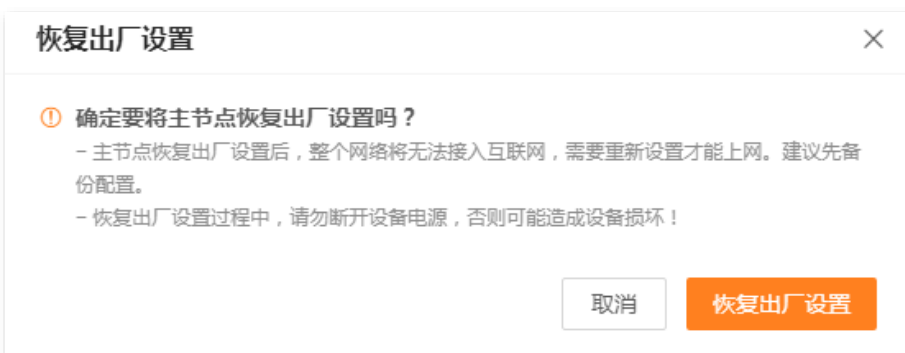 恢复出厂设置
确定要将主节点恢复出厂设置吗？
– 主节点恢复出厂设置后，整个网络将无法接入互联网，需要重新设置才能上网。建议先备
份配置。
– 恢复出厂设置过程中，请勿断开设备电源，否则可能造成设备损坏！
取消
恢复出厂设置